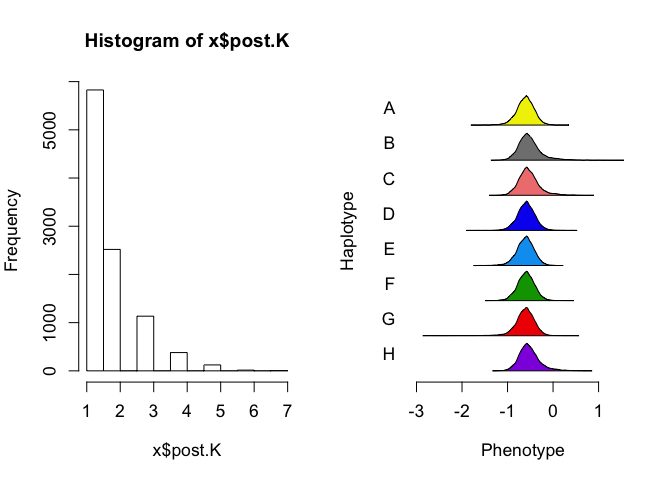 Histogram of x$post.K
Frequency
0
1000
3000
5000
1 2 3 4 5 6 7
x$post.K
Haplotype
A
B
C
D
E
F
G
H
-3 -2 -1 0 1
Phenotype